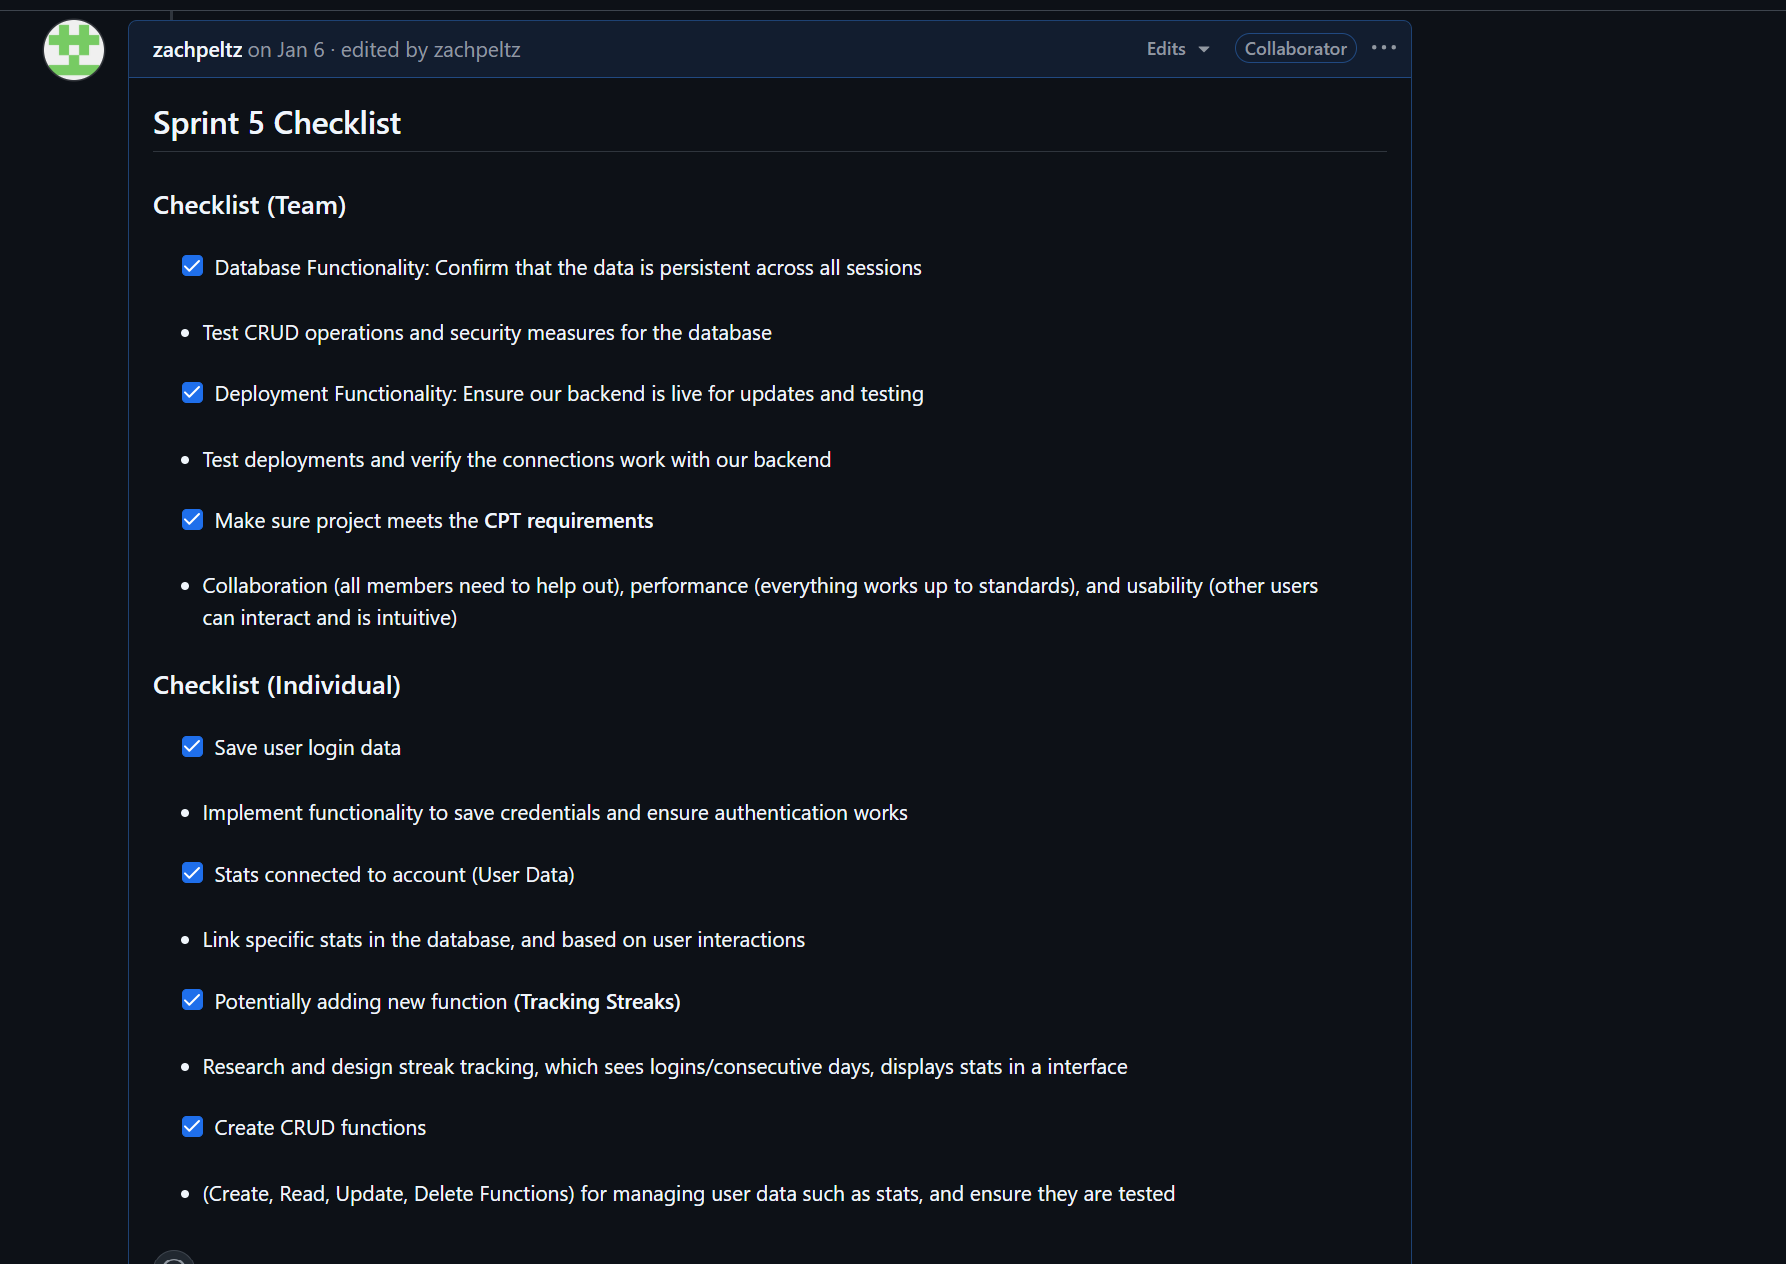 zachpeltz on Jan 6 · edited by zachpeltz
Edits
Collaborator
Sprint 5 Checklist
Checklist (Team)
Database Functionality: Confirm that the data is persistent across all sessions
Test CRUD operations and security measures for the database
Deployment Functionality: Ensure our backend is live for updates and testing
Test deployments and verify the connections work with our backend
Make sure project meets the CPT requirements
Collaboration (all members need to help out), performance (everything works up to standards), and usability (other users
can interact and is intuitive)
Checklist (Individual)
Save user login data
Implement functionality to save credentials and ensure authentication works
Stats connected to account (User Data)
Link specific stats in the database, and based on user interactions
Potentially adding new function (Tracking Streaks)
Research and design streak tracking, which sees logins/consecutive days, displays stats in a interface
Create CRUD functions
(Create, Read, Update, Delete Functions) for managing user data such as stats, and ensure they are tested